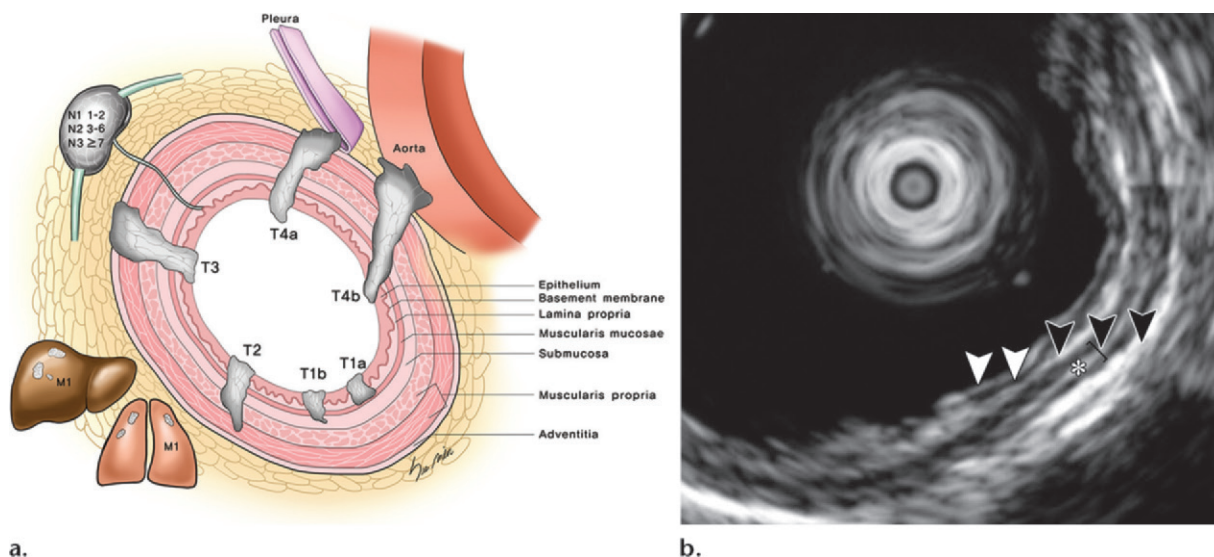 Pleura
N1 1-2
N2 3-6
N3 ≥7
Aorta
T4a
T3
T4b
Epithelium
Basement membrane
Lamina propria
Muscularis mucosae
Submucosa
T2
T1b
T1a
M1
Muscularis propria
M1
Adventitia
*
a.
b.